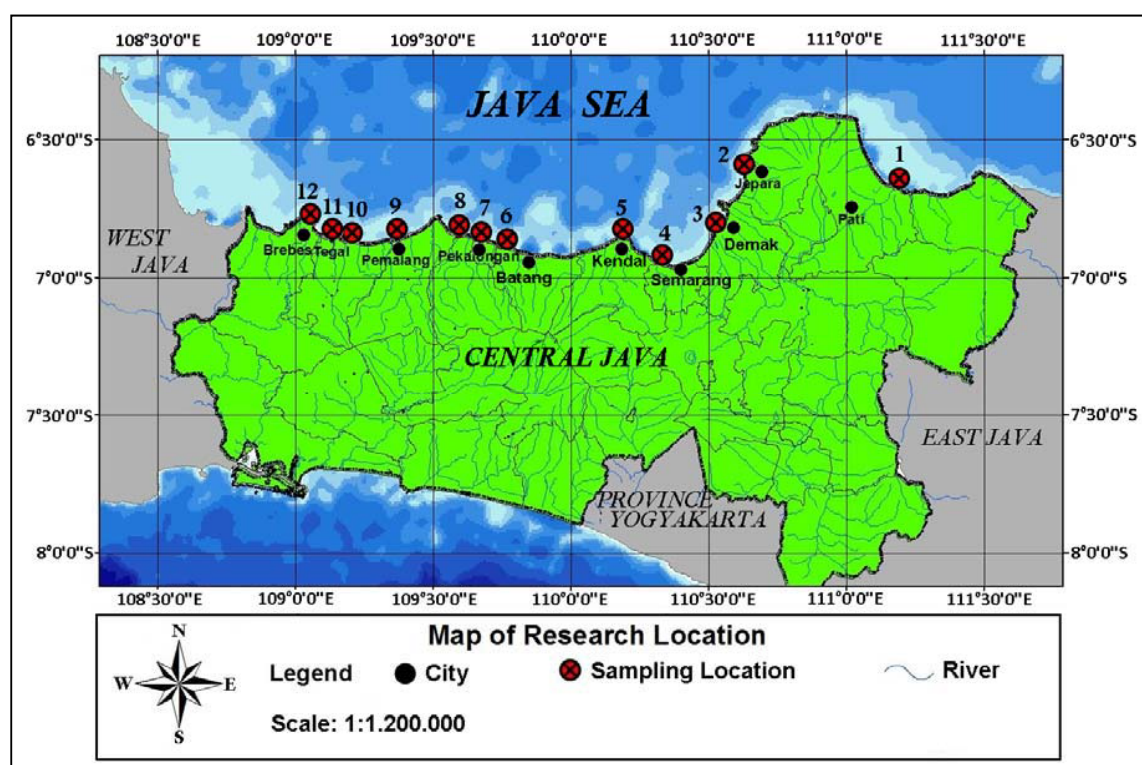 108°30'0"E 109°0'0"E 109°30'0"E 110°0'0"E 110°30'0"E 111°0'0"E 111°30'0"E
JAVA SEA
6°30'0"S 6°30'0"S
2
1
Jepara
12
11
10
9
8
7
6
5
4
3
Pati
WEST
JAVA
Brebes
Tegal
Pemalang
Pekalongan
Batang
Kendal
Semarang
Demak
7°0'0"S 7°0'0"S
CENTRAL JAVA
7°30'0"S 7°30'0"S
EAST JAVA
PROVINCE
YOGYAKARTA
8°0'0"S 8°0'0"S
108°30'0"E 109°0'0"E 109°30'0"E 110°0'0"E 110°30'0"E 111°0'0"E 111°30'0"E
Map of Research Location
N
W E
S
Legend City Sampling Location River
Scale: 1:1.200.000